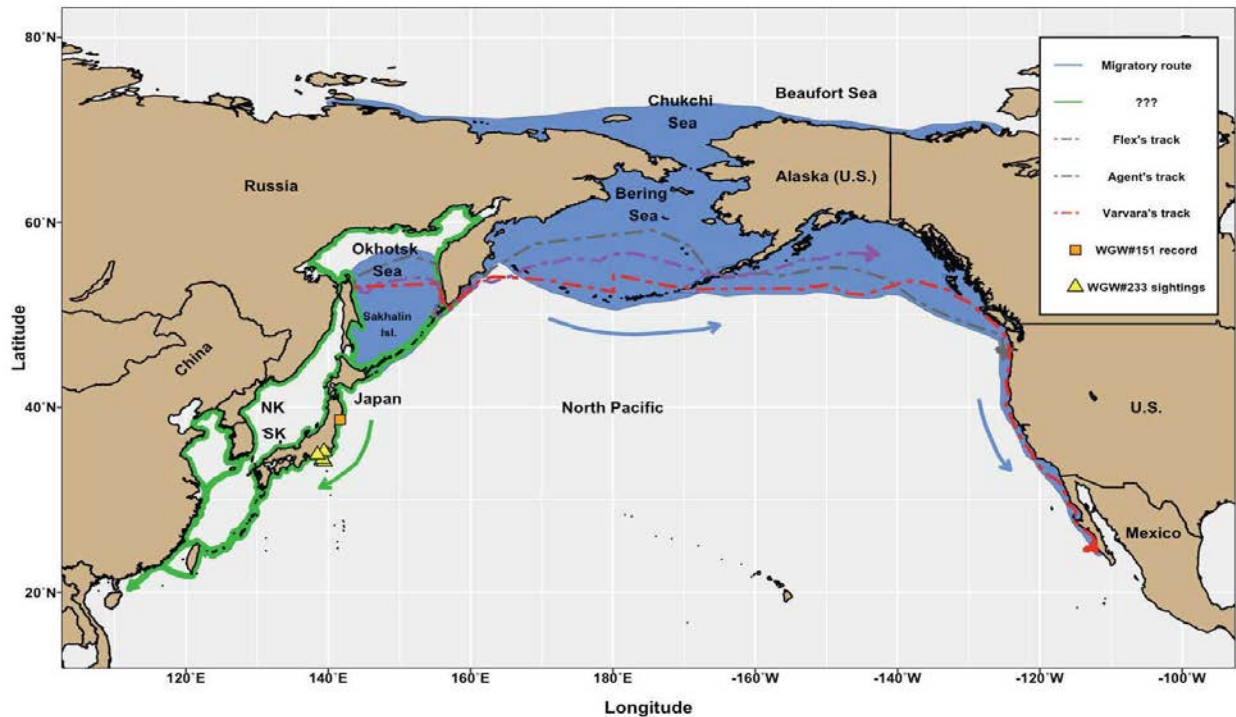 80°N
60°N
40°N
20°N
Latitude
120°E
140°E
160°E
180°E
-160°W
-140°W
-120°W
-100°W
Longitude
Chukchi
Sea
Beaufort Sea
Russia
Alaska (U.S.)
Bering
Sea
Okhotsk
Sea
Sakhalin
Isl.
China
Japan
NK
SK
North Pacific
U.S.
Mexico
Migratory route
???
Flex's track
Agent's track
Varvara's track
WGW#151 record
WGW#233 sightings